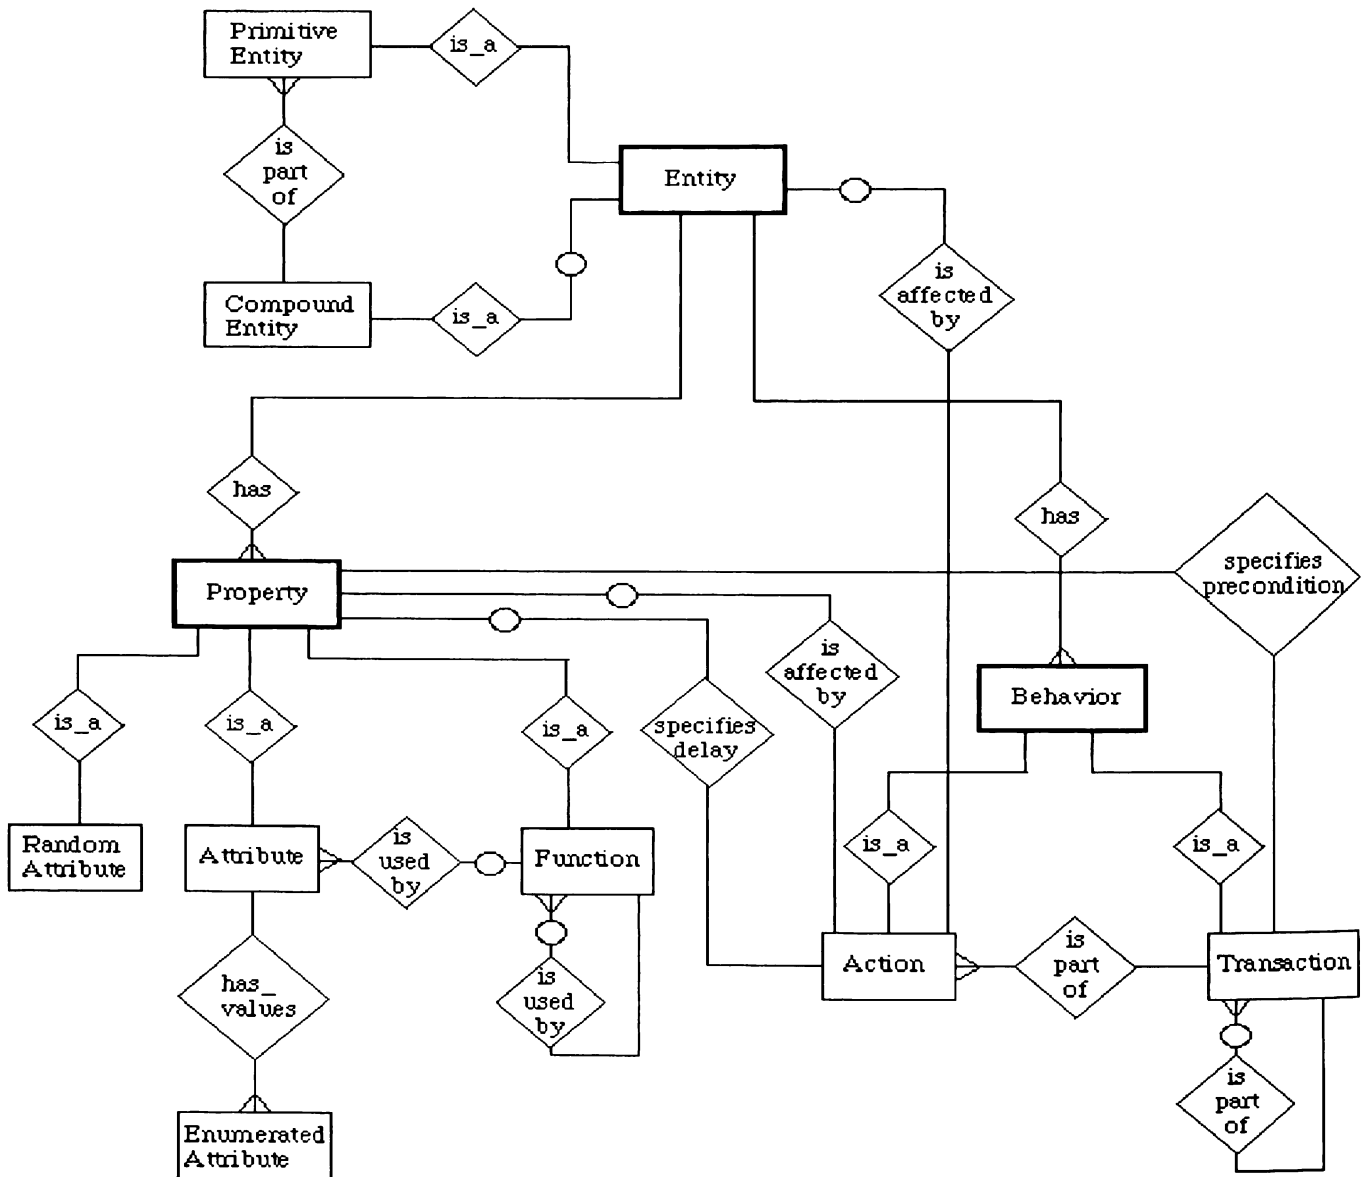 Primitive
Entity
is_a
is
part
of
Entity
Compound
Entity
is_a
is
affected
by
has
has
specifies
precondition
Property
is
affected
by
Behavior
is_a
is_a
is_a
specifies
delay
Random
Attribute
Attribute
is
used
by
Function
is_a
is_a
has_
values
is
used
by
Action
is
part
of
Transaction
is
part
of
Enumerated
Attribute